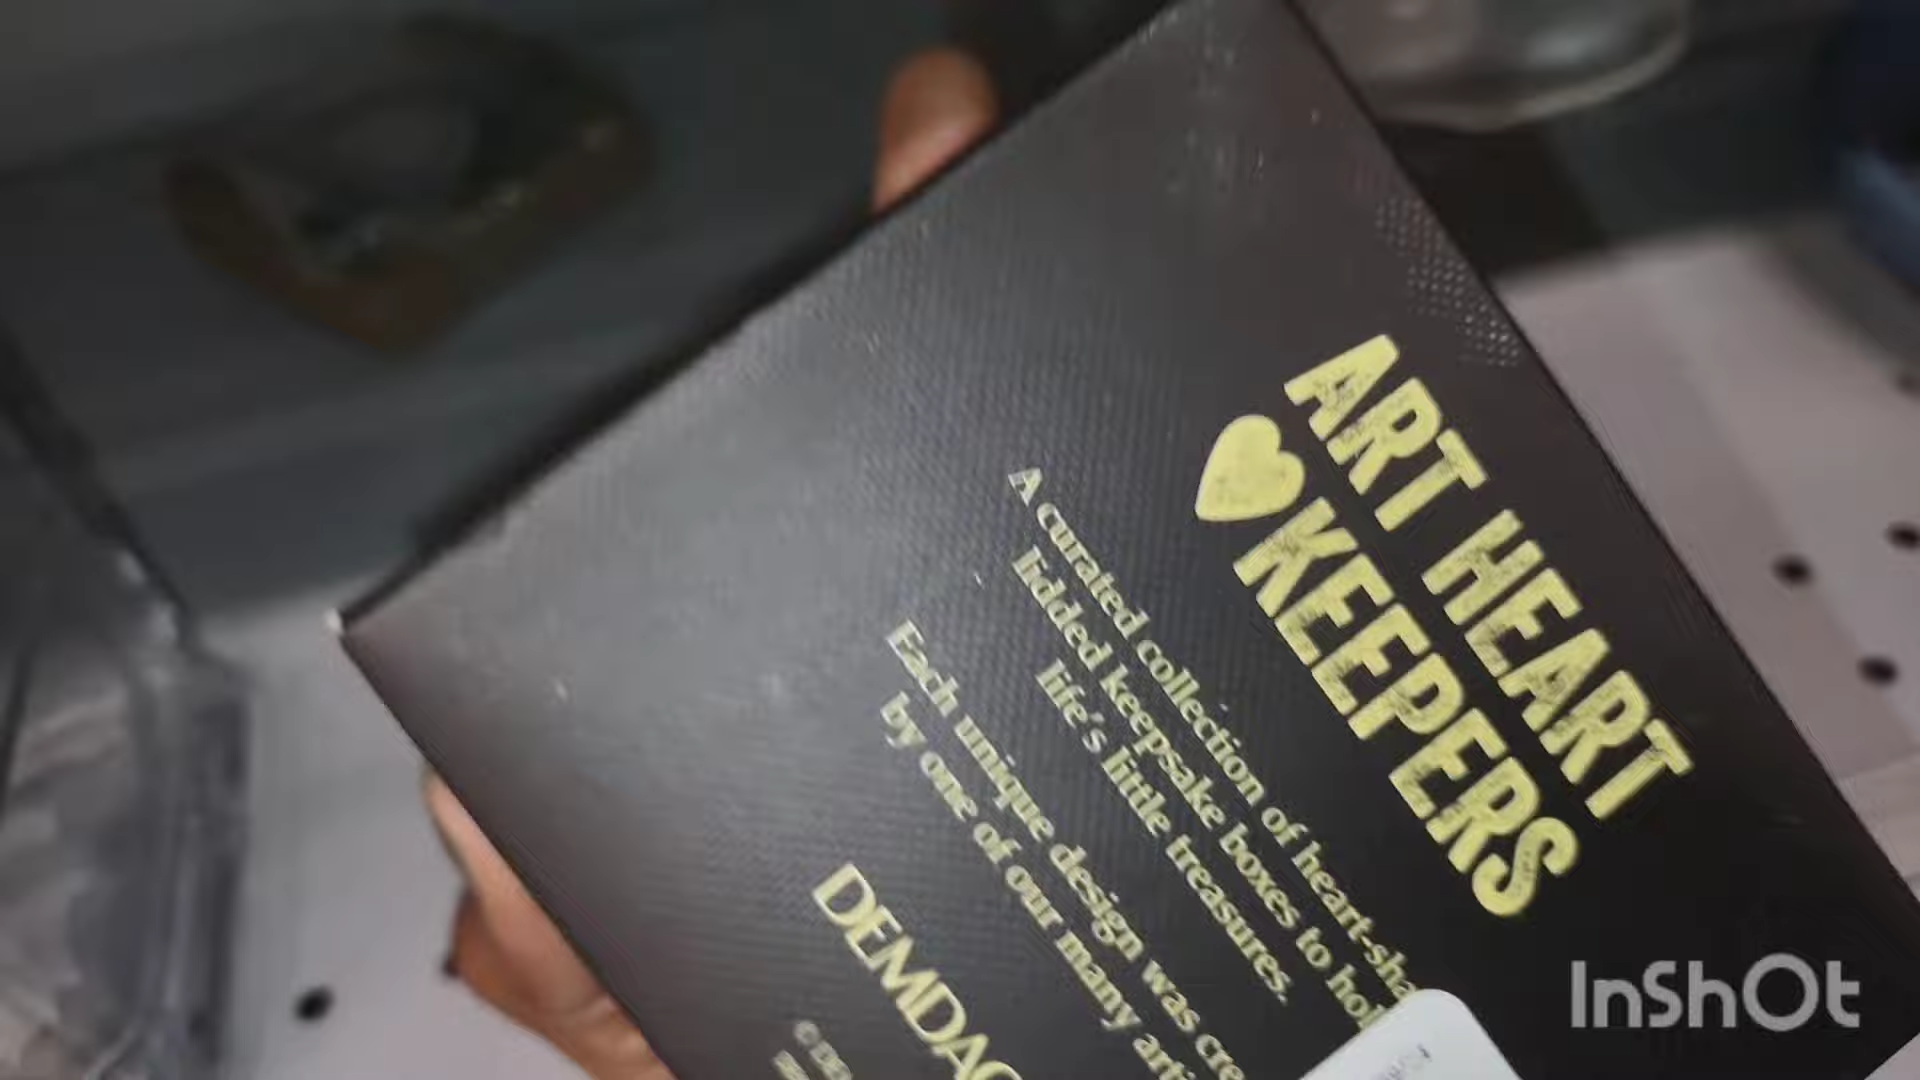 ART HEART
KEEPERS
A curated collection of heart-sha
lidded keepsake boxes to hol
life's little treasures.
Each unique design was cre
by one of our many arti
DEMDAC
InShOt